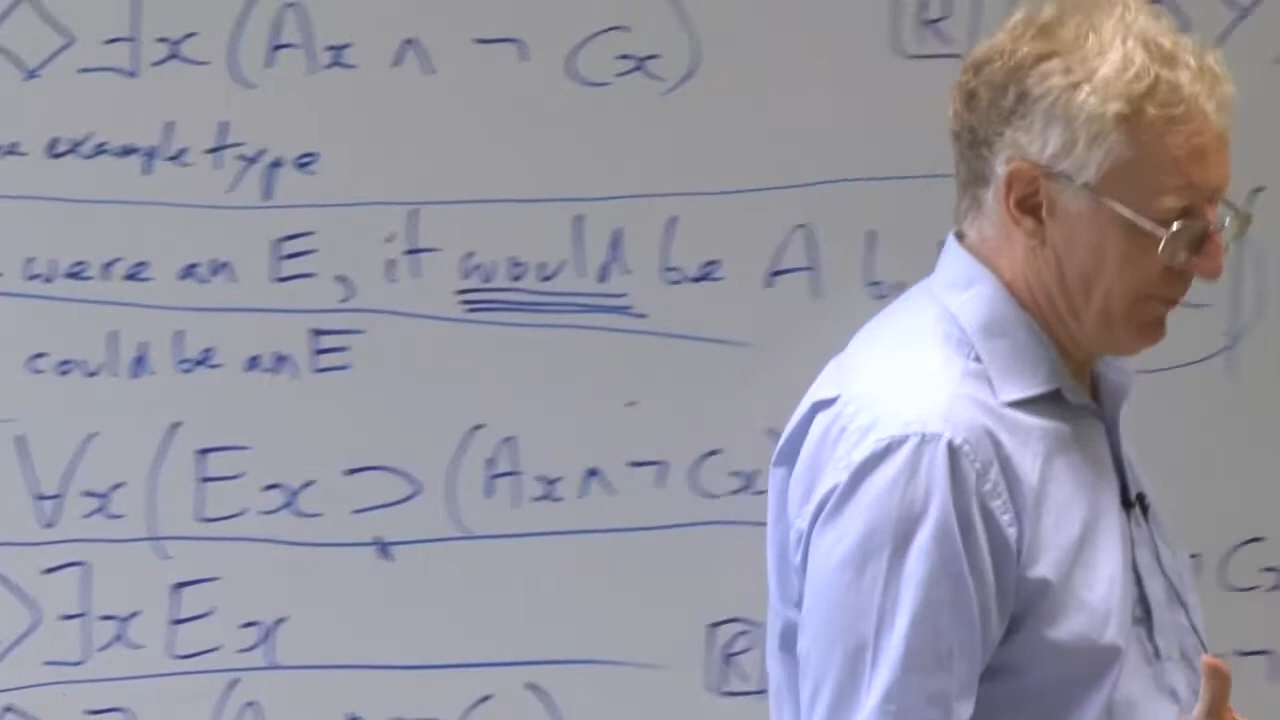 ◇∃x(Ax ∧ ¬ Cx) R
example type
were an E, it would be A
could be an E
∀x(Ex ⊃ (Ax ∧ ¬ Cx)
◇∃xEx
R